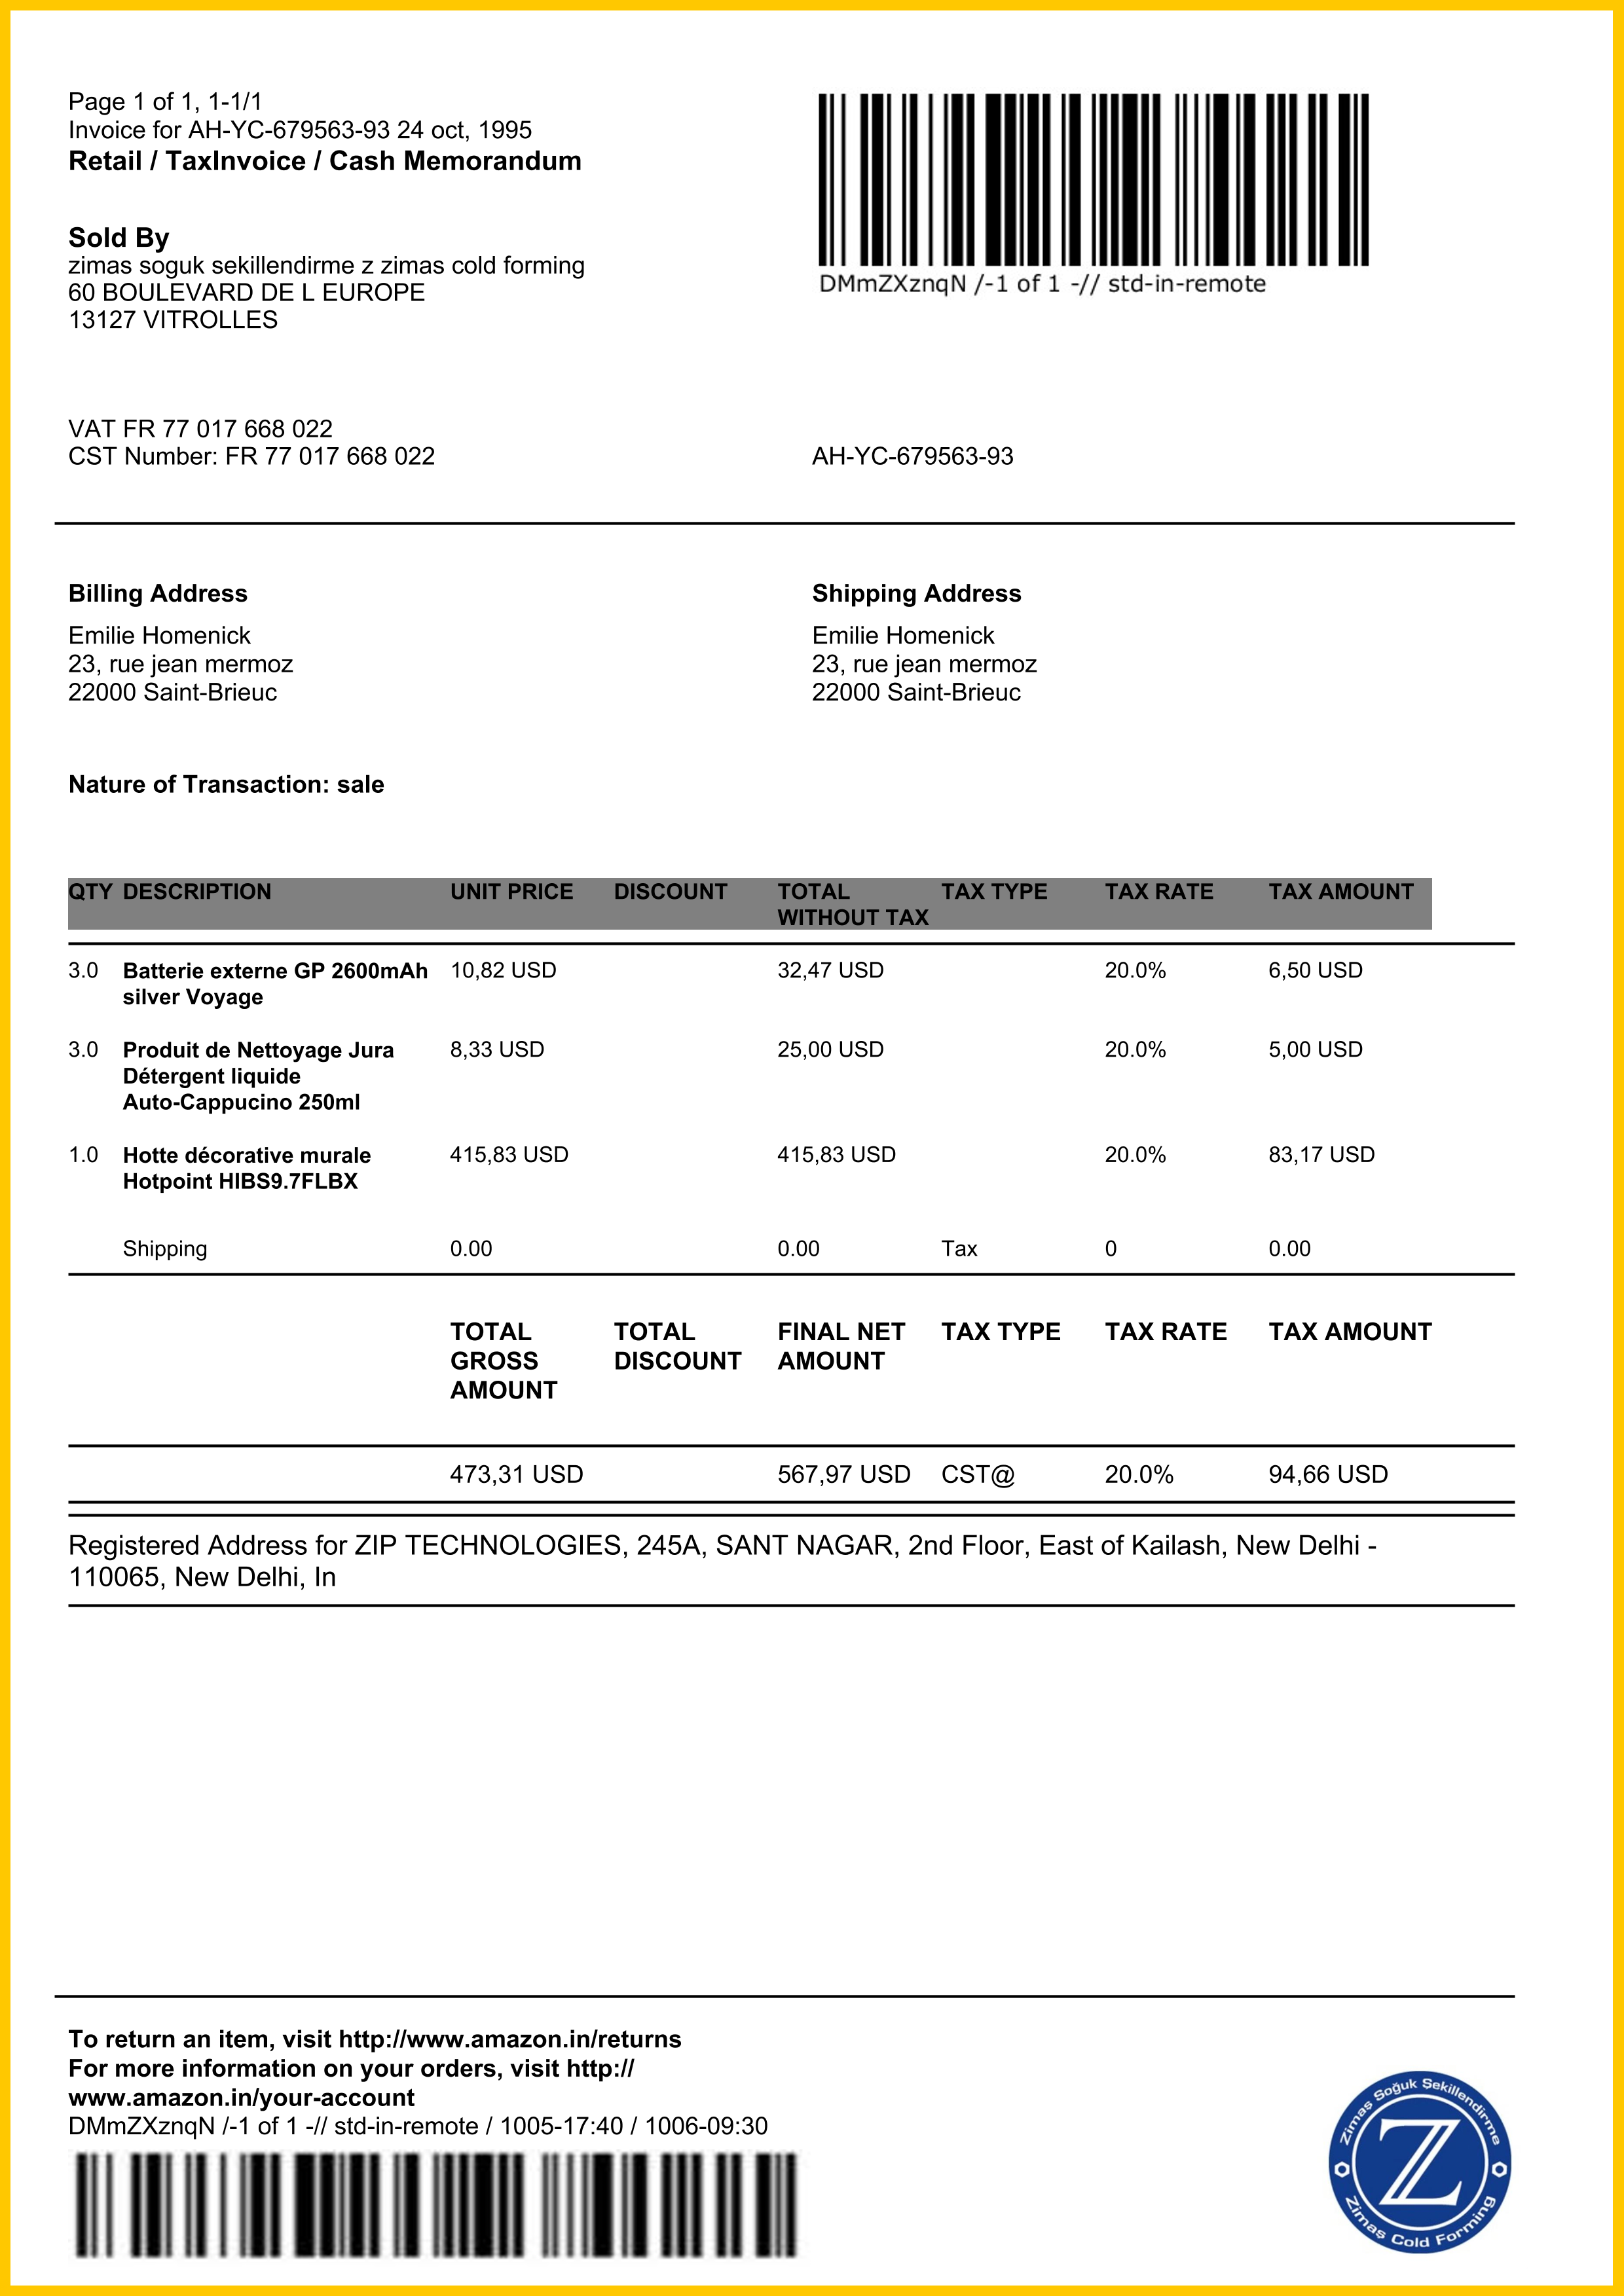 Page 1 of 1, 1-1/1
Invoice for AH-YC-679563-93 24 oct, 1995
Retail / TaxInvoice / Cash Memorandum
DMmZXznqN /-1 of 1 -// std-in-remote
Sold By
zimas soguk sekillendirme z zimas cold forming
60 BOULEVARD DE L EUROPE
13127 VITROLLES
VAT FR 77 017 668 022
CST Number: FR 77 017 668 022
AH-YC-679563-93
Billing Address
Emilie Homenick
23, rue jean mermoz
22000 Saint-Brieuc
Shipping Address
Emilie Homenick
23, rue jean mermoz
22000 Saint-Brieuc
Nature of Transaction: sale
QTY DESCRIPTION UNIT PRICE DISCOUNT TOTAL TAX TYPE TAX RATE TAX AMOUNT
WITHOUT TAX
3.0 Batterie externe GP 2600mAh 10,82 USD 32,47 USD 20.0% 6,50 USD
silver Voyage
3.0 Produit de Nettoyage Jura 8,33 USD 25,00 USD 20.0% 5,00 USD
Détergent liquide
Auto-Cappucino 250ml
1.0 Hotte décorative murale 415,83 USD 415,83 USD 20.0% 83,17 USD
Hotpoint HIBS9.7FLBX
Shipping 0.00 0.00 Tax 0 0.00
TOTAL TOTAL FINAL NET TAX TYPE TAX RATE TAX AMOUNT
GROSS DISCOUNT AMOUNT
AMOUNT
473,31 USD 567,97 USD CST@ 20.0% 94,66 USD
Registered Address for ZIP TECHNOLOGIES, 245A, SANT NAGAR, 2nd Floor, East of Kailash, New Delhi -
110065, New Delhi, In
To return an item, visit http://www.amazon.in/returns
For more information on your orders, visit http://
www.amazon.in/your-account
DMmZXznqN /-1 of 1 -// std-in-remote / 1005-17:40 / 1006-09:30
Zimas Soğuk Şekillendirme
Z
Zimas Cold Forming